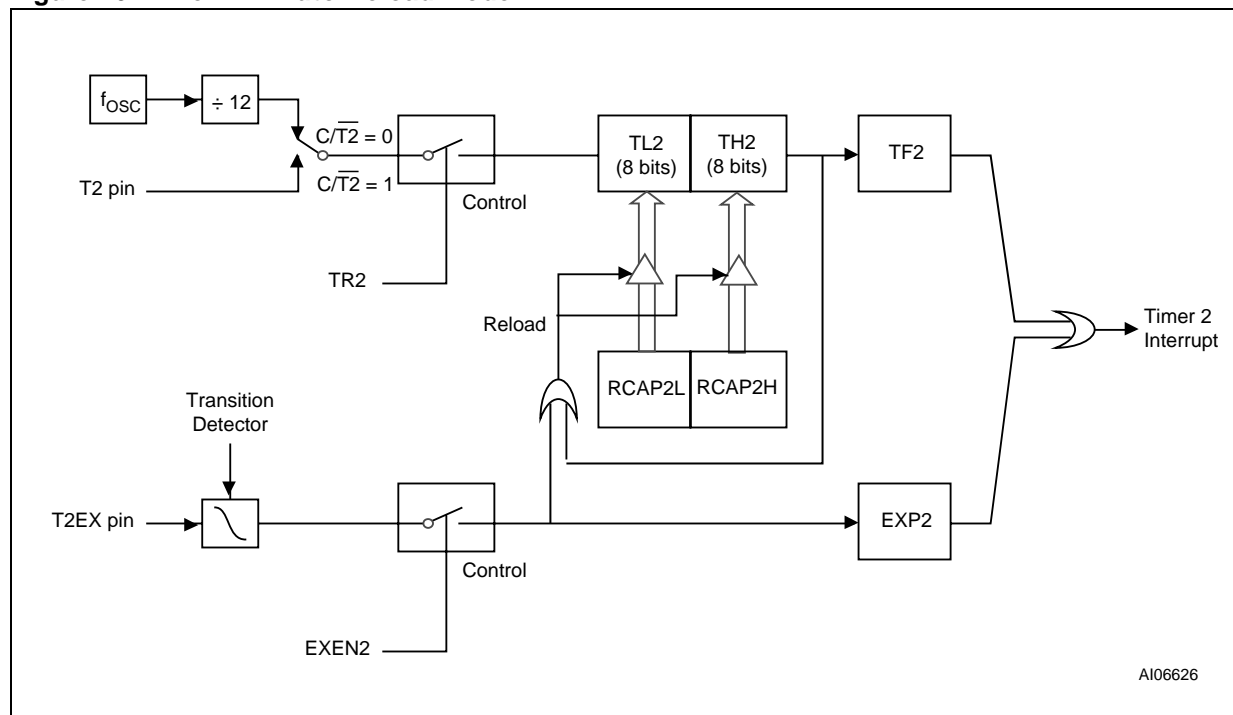 fOSC
÷ 12
C/T2 = 0
C/T2 = 1
T2 pin
Control
TR2
TL2
(8 bits)
TH2
(8 bits)
TF2
Reload
RCAP2L
RCAP2H
Timer 2
Interrupt
Transition
Detector
T2EX pin
Control
EXEN2
EXP2
AI06626